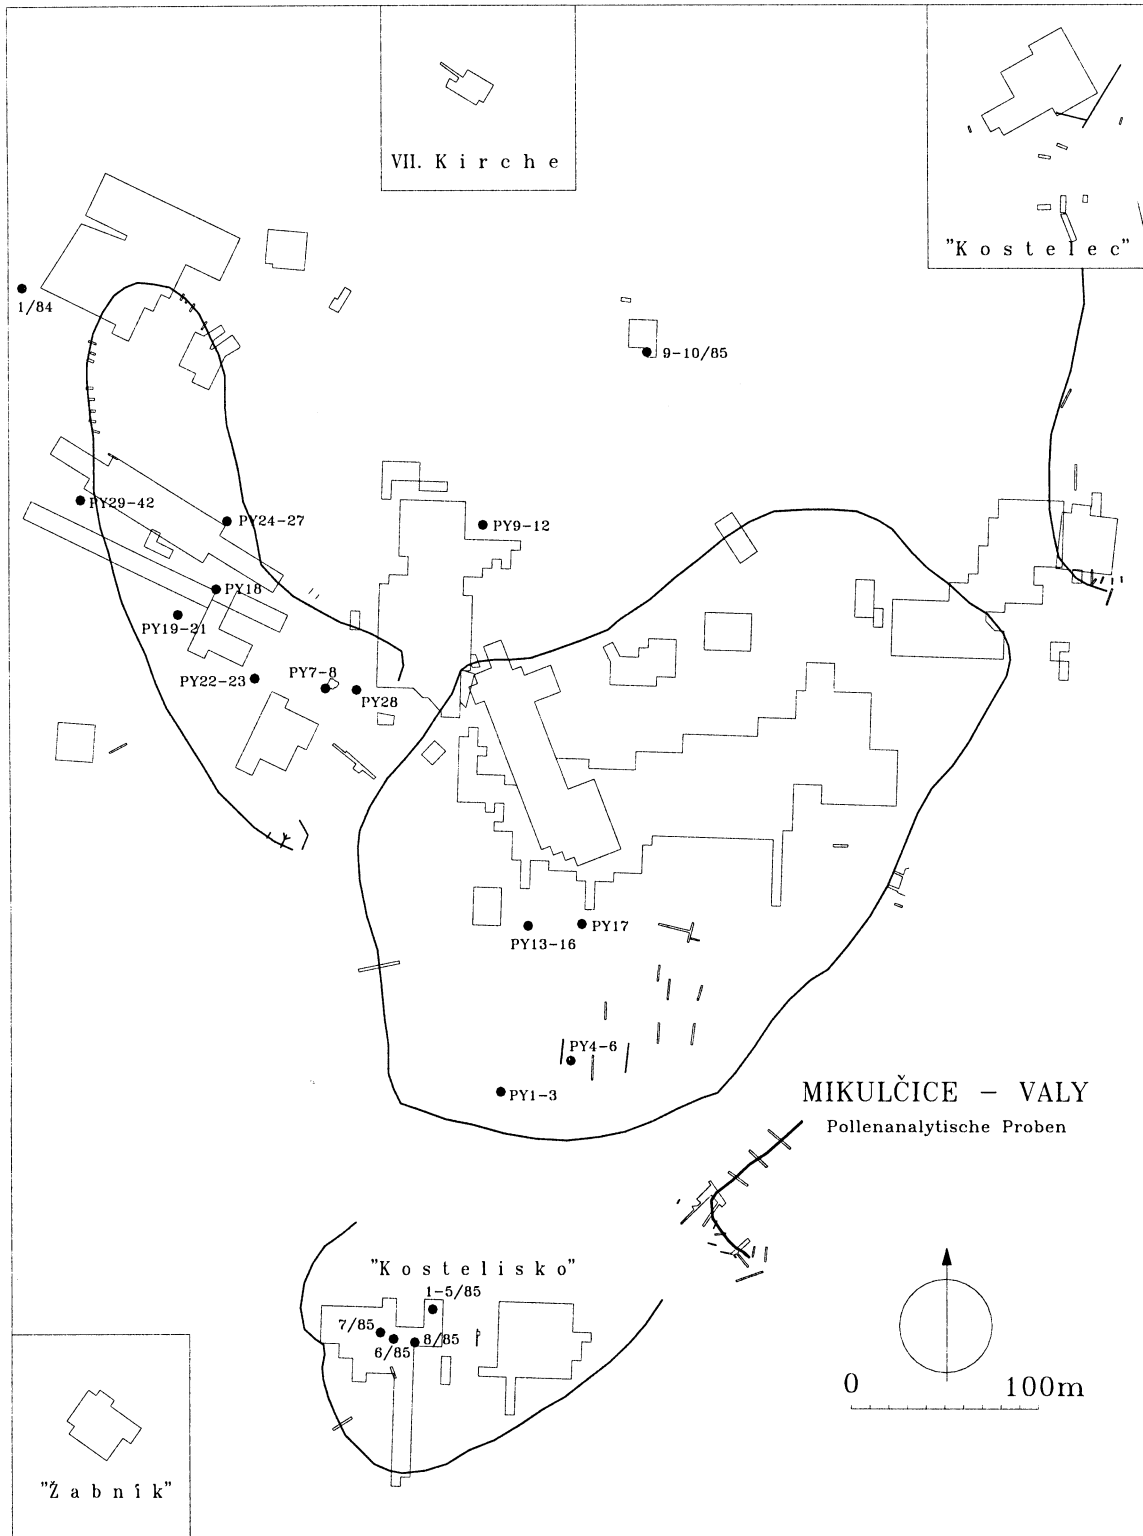 VII. Kirche
"Kostelec"
1/84
9-10/85
PY29-42
PY24-27
PY9-12
PY18
PY19-21
PY22-23
PY7-8
PY28
PY13-16
PY17
PY4-6
PY1-3
MIKULČICE - VALY
Pollenanalytische Proben
"Kostelisko"
1-5/85
7/85
6/85
8/85
0
100m
"Žabník"